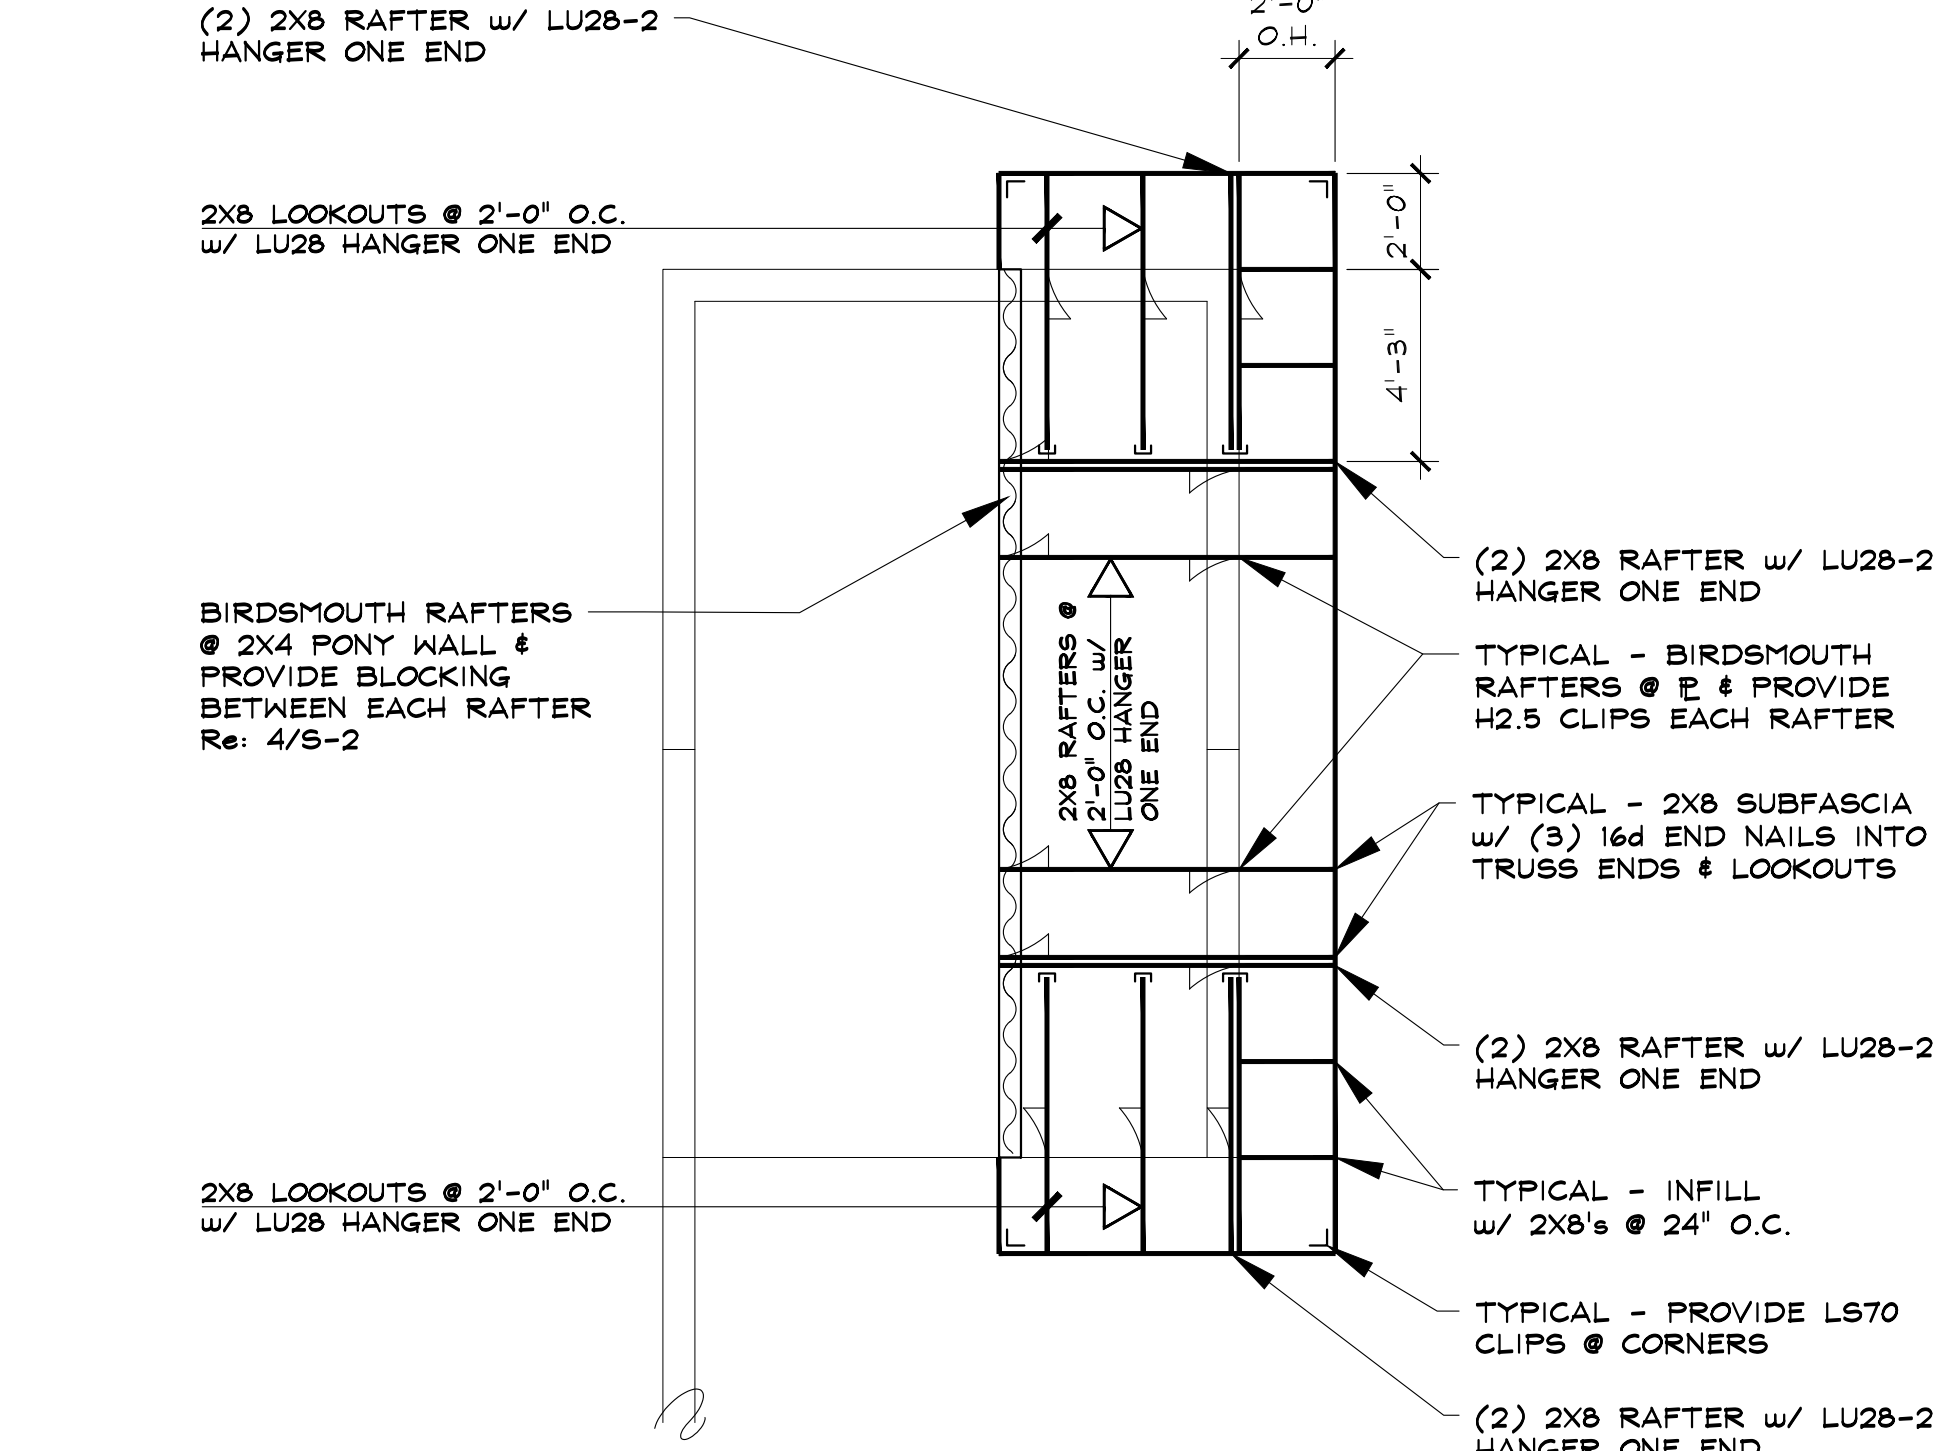 (2) 2X8 RAFTER w/ LU28-2
HANGER ONE END
2'-0"
O.H.
2X8 LOOKOUTS @ 2'-0" O.C.
w/ LU28 HANGER ONE END
2'-0"
4'-3"
(2) 2X8 RAFTER w/ LU28-2
HANGER ONE END
BIRDSMOUTH RAFTERS
@ 2X4 PONY WALL &
PROVIDE BLOCKING
BETWEEN EACH RAFTER
Re: 4/S-2
2X8 RAFTERS @
2'-0" O.C. w/
LU28 HANGER
ONE END
TYPICAL - BIRDSMOUTH
RAFTERS @ PL & PROVIDE
H2.5 CLIPS EACH RAFTER
TYPICAL - 2X8 SUBFASCIA
w/ (3) 16d END NAILS INTO
TRUSS ENDS & LOOKOUTS
(2) 2X8 RAFTER w/ LU28-2
HANGER ONE END
2X8 LOOKOUTS @ 2'-0" O.C.
w/ LU28 HANGER ONE END
TYPICAL - INFILL
w/ 2X8's @ 24" O.C.
TYPICAL - PROVIDE LS70
CLIPS @ CORNERS
(2) 2X8 RAFTER w/ LU28-2
HANGER ONE END